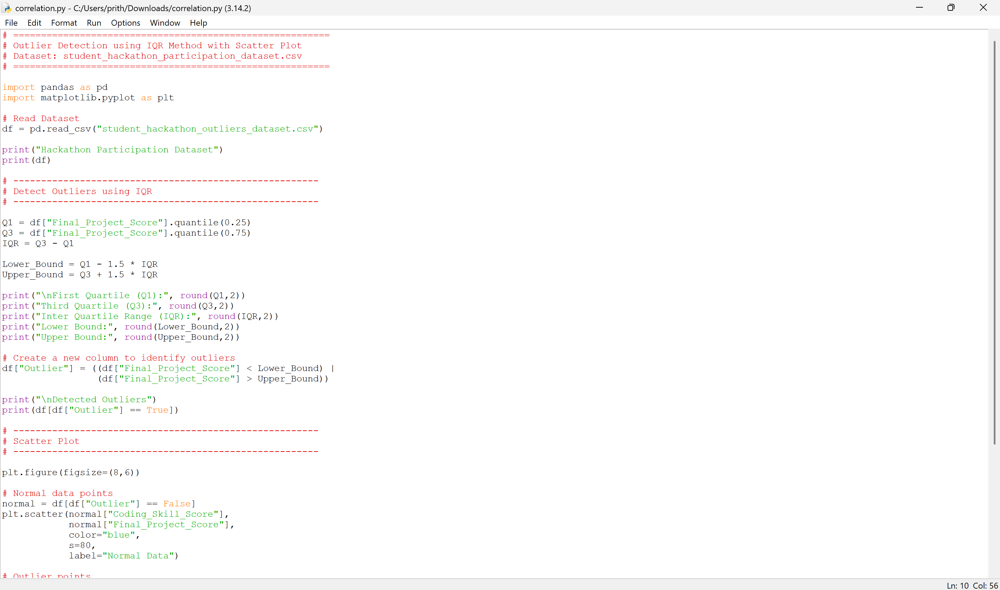 correlation.py - C:/Users/prith/Downloads/correlation.py (3.14.2)
File Edit Format Run Options Window Help
# =========================================================
# Outlier Detection using IQR Method with Scatter Plot
# Dataset: student_hackathon_participation_dataset.csv
# =========================================================
import pandas as pd
import matplotlib.pyplot as plt
# Read Dataset
df = pd.read_csv("student_hackathon_outliers_dataset.csv")
print("Hackathon Participation Dataset")
print(df)
# -------------------------------------------------------
# Detect Outliers using IQR
# -------------------------------------------------------
Q1 = df["Final_Project_Score"].quantile(0.25)
Q3 = df["Final_Project_Score"].quantile(0.75)
IQR = Q3 - Q1
Lower_Bound = Q1 - 1.5 * IQR
Upper_Bound = Q3 + 1.5 * IQR
print("\nFirst Quartile (Q1):", round(Q1,2))
print("Third Quartile (Q3):", round(Q3,2))
print("Inter Quartile Range (IQR):", round(IQR,2))
print("Lower Bound:", round(Lower_Bound,2))
print("Upper Bound:", round(Upper_Bound,2))
# Create a new column to identify outliers
df["Outlier"] = ((df["Final_Project_Score"] < Lower_Bound) |
                 (df["Final_Project_Score"] > Upper_Bound))
print("\nDetected Outliers")
print(df[df["Outlier"] == True])
# -------------------------------------------------------
# Scatter Plot
# -------------------------------------------------------
plt.figure(figsize=(8,6))
# Normal data points
normal = df[df["Outlier"] == False]
plt.scatter(normal["Coding_Skill_Score"],
            normal["Final_Project_Score"],
            color="blue",
            s=80,
            label="Normal Data")
# Outlier points
Ln: 10 Col: 56